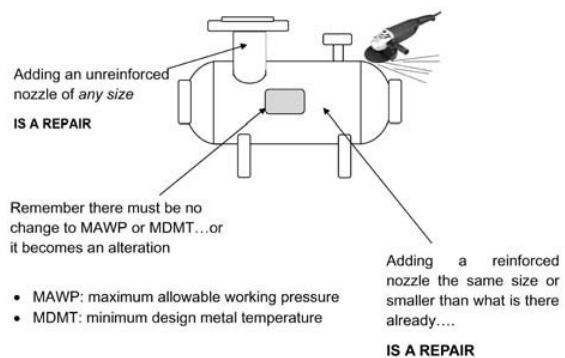 Adding an unreinforced
nozzle of any size
IS A REPAIR
Remember there must be no
change to MAWP or MDMT…or
it becomes an alteration
• MAWP: maximum allowable working pressure
• MDMT: minimum design metal temperature
Adding a reinforced
nozzle the same size or
smaller than what is there
already….
IS A REPAIR